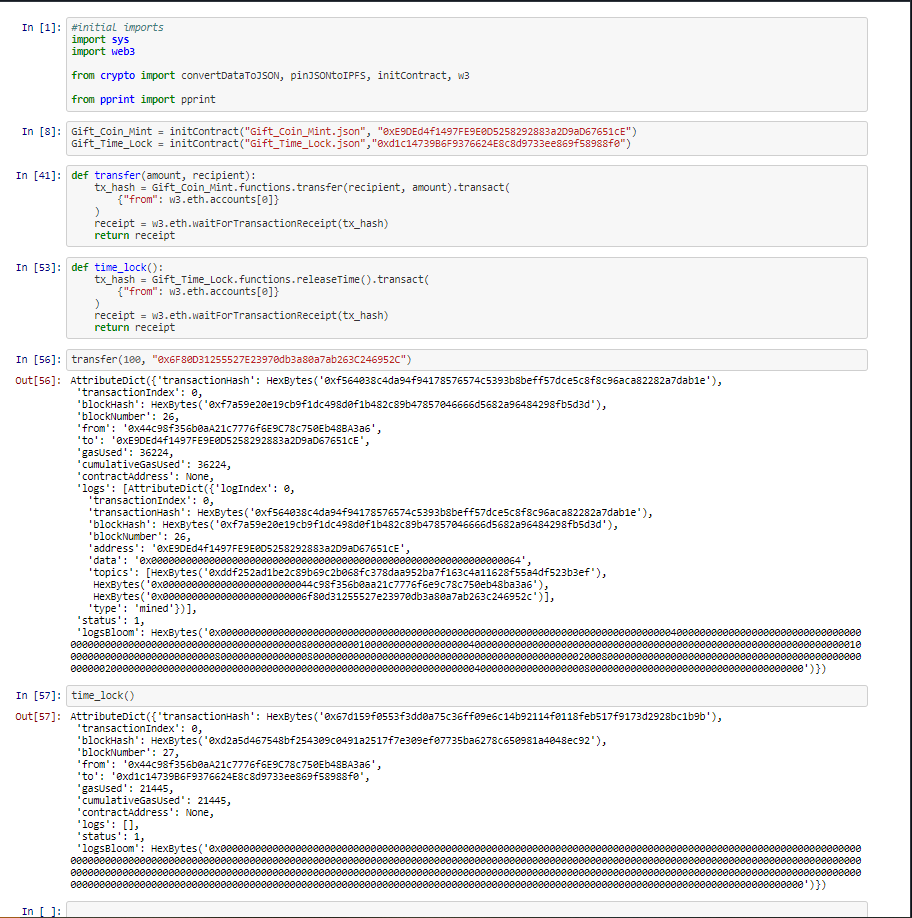 In [1]: #initial imports
import sys
import web3
from crypto import convertDataToJSON, pinJSONtoIPFS, initContract, w3
from pprint import pprint
In [8]: Gift_Coin_Mint = initContract("Gift_Coin_Mint.json", "0xE9DEd4f1497FE9E0D5258292883a2D9aD67651cE")
Gift_Time_Lock = initContract("Gift_Time_Lock.json","0xd1c14739B6F9376624E8c8d9733ee869f58988f0")
In [41]: def transfer(amount, recipient):
    tx_hash = Gift_Coin_Mint.functions.transfer(recipient, amount).transact(
        {"from": w3.eth.accounts[0]}
    )
    receipt = w3.eth.waitForTransactionReceipt(tx_hash)
    return receipt
In [53]: def time_lock():
    tx_hash = Gift_Time_Lock.functions.releaseTime().transact(
        {"from": w3.eth.accounts[0]}
    )
    receipt = w3.eth.waitForTransactionReceipt(tx_hash)
    return receipt
In [56]: transfer(100, "0x6F80D31255527E23970db3a80a7ab263C246952C")
Out[56]: AttributeDict({'transactionHash': HexBytes('0xf564038c4da94f94178576574c5393b8beff57dce5c8f8c96aca82282a7dab1e'),
'transactionIndex': 0,
'blockHash': HexBytes('0xf7a59e20e19cb9f1dc498d0f1b482c89b47857046666d5682a96484298fb5d3d'),
'blockNumber': 26,
'from': '0x44c98f356b0aA21c7776f6E9C78c750Eb48BA3a6',
'to': '0xE9DEd4f1497FE9E0D5258292883a2D9aD67651cE',
'gasUsed': 36224,
'cumulativeGasUsed': 36224,
'contractAddress': None,
'logs': [AttributeDict({'logIndex': 0,
'transactionIndex': 0,
'transactionHash': HexBytes('0xf564038c4da94f94178576574c5393b8beff57dce5c8f8c96aca82282a7dab1e'),
'blockHash': HexBytes('0xf7a59e20e19cb9f1dc498d0f1b482c89b47857046666d5682a96484298fb5d3d'),
'blockNumber': 26,
'address': '0xE9DEd4f1497FE9E0D5258292883a2D9aD67651cE',
'data': '0x0000000000000000000000000000000000000000000000000000000000000064',
'topics': [HexBytes('0xddf252ad1be2c89b69c2b068fc378daa952ba7f163c4a11628f55a4df523b3ef'),
HexBytes('0x00000000000000000000000044c98f356b0aa21c7776f6e9c78c750eb48ba3a6'),
HexBytes('0x0000000000000000000000006f80d31255527e23970db3a80a7ab263c246952c')],
'type': 'mined'})],
'status': 1,
'logsBloom':
In [57]: time_lock()
Out[57]: AttributeDict({'transactionHash': HexBytes('0x67d159f0553f3dd0a75c36ff09e6c14b92114f0118feb517f9173d2928bc1b9b'),
'transactionIndex': 0,
'blockHash': HexBytes('0xd2a5d467548bf254309c0491a2517f7e309ef07735ba6278c650981a4048ec92'),
'blockNumber': 27,
'from': '0x44c98f356b0aA21c7776f6E9C78c750Eb48BA3a6',
'to': '0xd1c14739B6F9376624E8c8d9733ee869f58988f0',
'gasUsed': 21445,
'cumulativeGasUsed': 21445,
'contractAddress': None,
'logs': [],
'status': 1,
'logsBloom':
In [ ]: